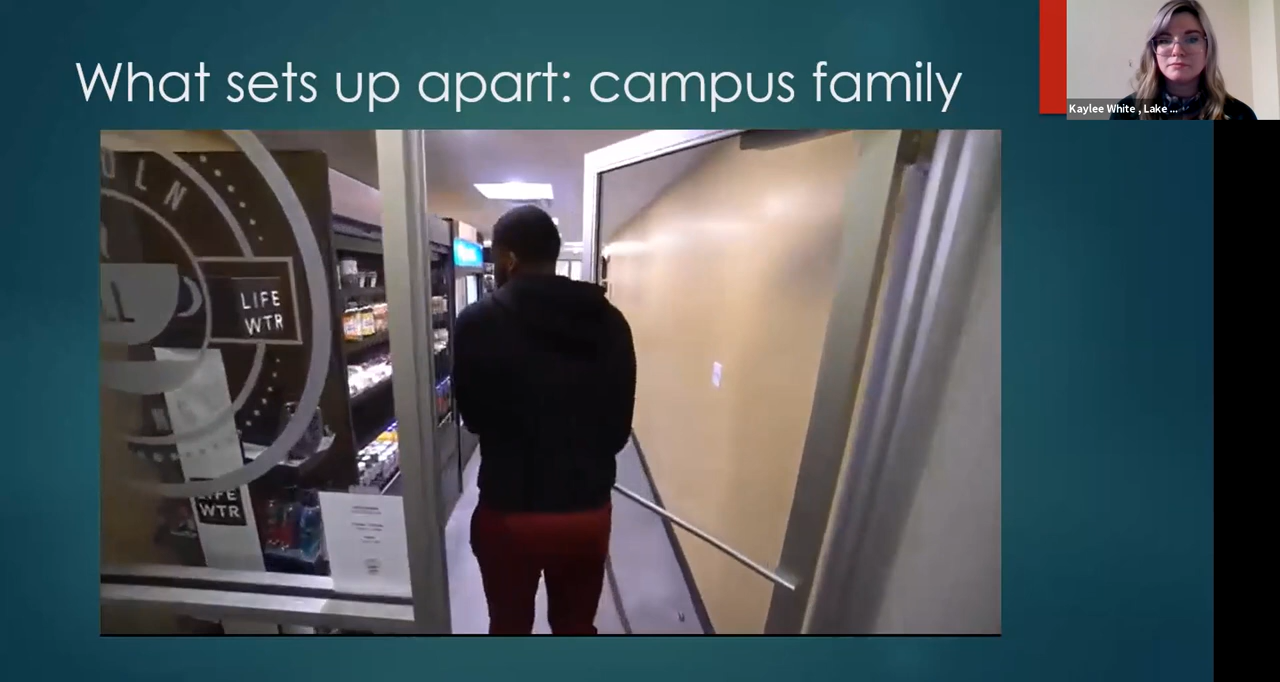 What sets up apart: campus family
Kaylee White , Lake ...
LIFE
WTR
LIFE
WTR